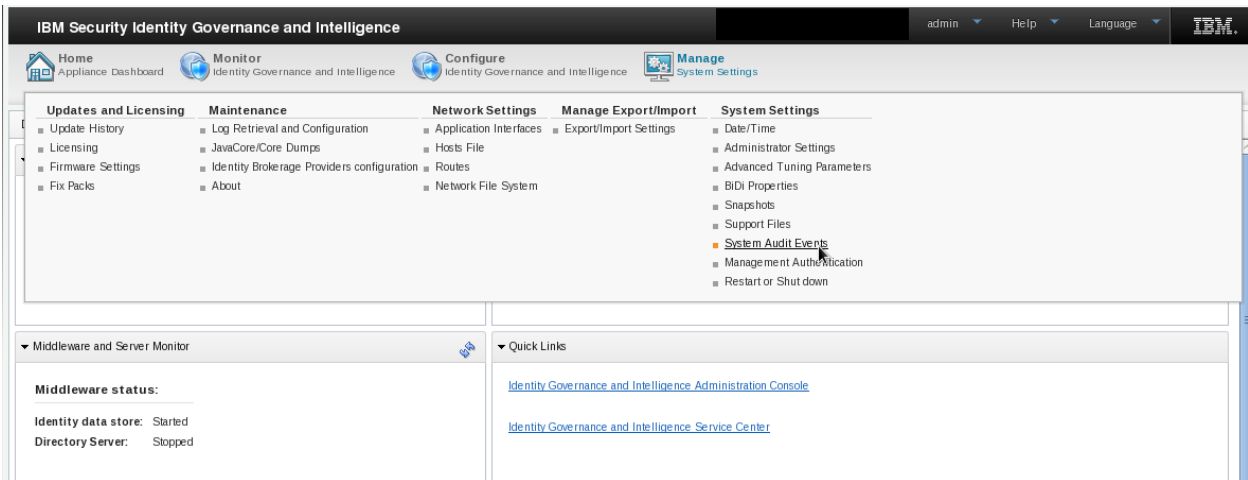 IBM Security Identity Governance and Intelligence
admin Help Language IBM.
Home
Appliance Dashboard
Monitor
Identity Governance and Intelligence
Configure
Identity Governance and Intelligence
Manage
System Settings
Updates and Licensing
Update History
Licensing
Firmware Settings
Fix Packs
Maintenance
Log Retrieval and Configuration
JavaCore/Core Dumps
Identity Brokerage Providers configuration
About
Network Settings
Application Interfaces
Hosts File
Routes
Network File System
Manage Export/Import
Export/Import Settings
System Settings
Date/Time
Administrator Settings
Advanced Tuning Parameters
BiDi Properties
Snapshots
Support Files
System Audit Events
Management Authentication
Restart or Shut down
Middleware and Server Monitor
Middleware status:
Identity data store: Started
Directory Server: Stopped
Quick Links
Identity Governance and Intelligence Administration Console
Identity Governance and Intelligence Service Center